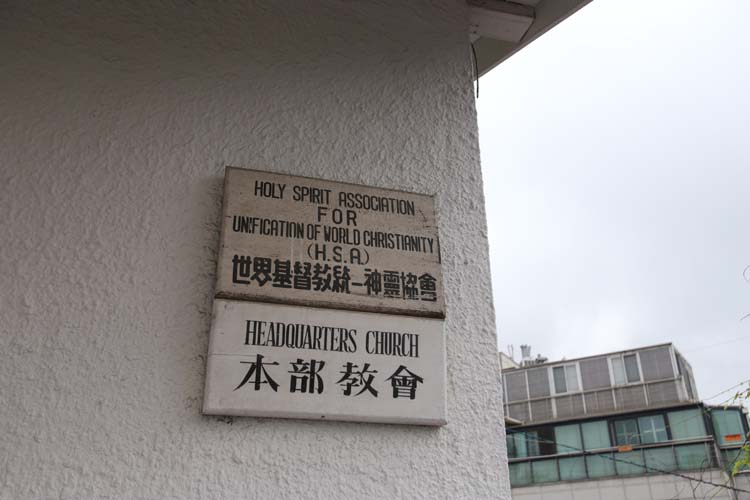 HOLY SPIRIT ASSOCIATION
FOR
UNIFICATION OF WORLD CHRISTIANITY
(H.S.A.)
世界基督教統一神靈協會
HEADQUARTERS CHURCH
本部教會